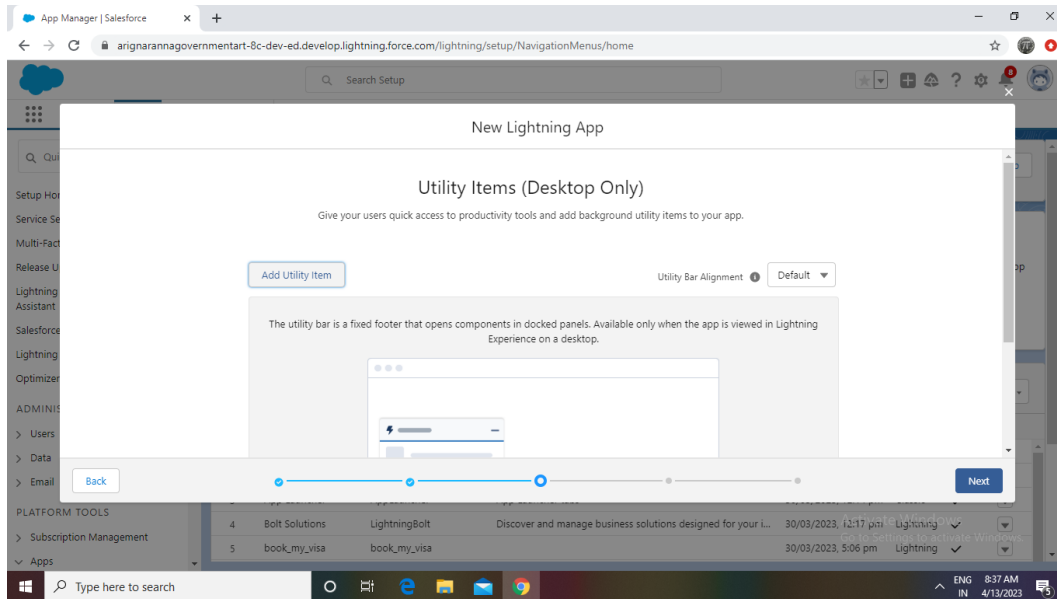 App Manager | Salesforce
arignarannagovernmentart-8c-dev-ed.develop.lightning.force.com/lightning/setup/NavigationMenus/home
Search Setup
8
New Lightning App
Qui
Setup Hom
Service Se
Multi-Fact
Release U
Lightning
Assistant
Salesforce
Lightning
Optimizer
ADMINIS
Users
Data
Email
PLATFORM TOOLS
Subscription Management
Apps
Utility Items (Desktop Only)
Give your users quick access to productivity tools and add background utility items to your app.
Add Utility Item
Utility Bar Alignment
Default
The utility bar is a fixed footer that opens components in docked panels. Available only when the app is viewed in Lightning
Experience on a desktop.
Back
Next
4 Bolt Solutions LightningBolt Discover and manage business solutions designed for your i... 30/03/2023, 12:17 pm Lightning
5 book_my_visa book_my_visa 30/03/2023, 5:06 pm Lightning
Activate Windows
Go to Settings to activate Windows.
Type here to search
ENG
IN
8:37 AM
4/13/2023
5